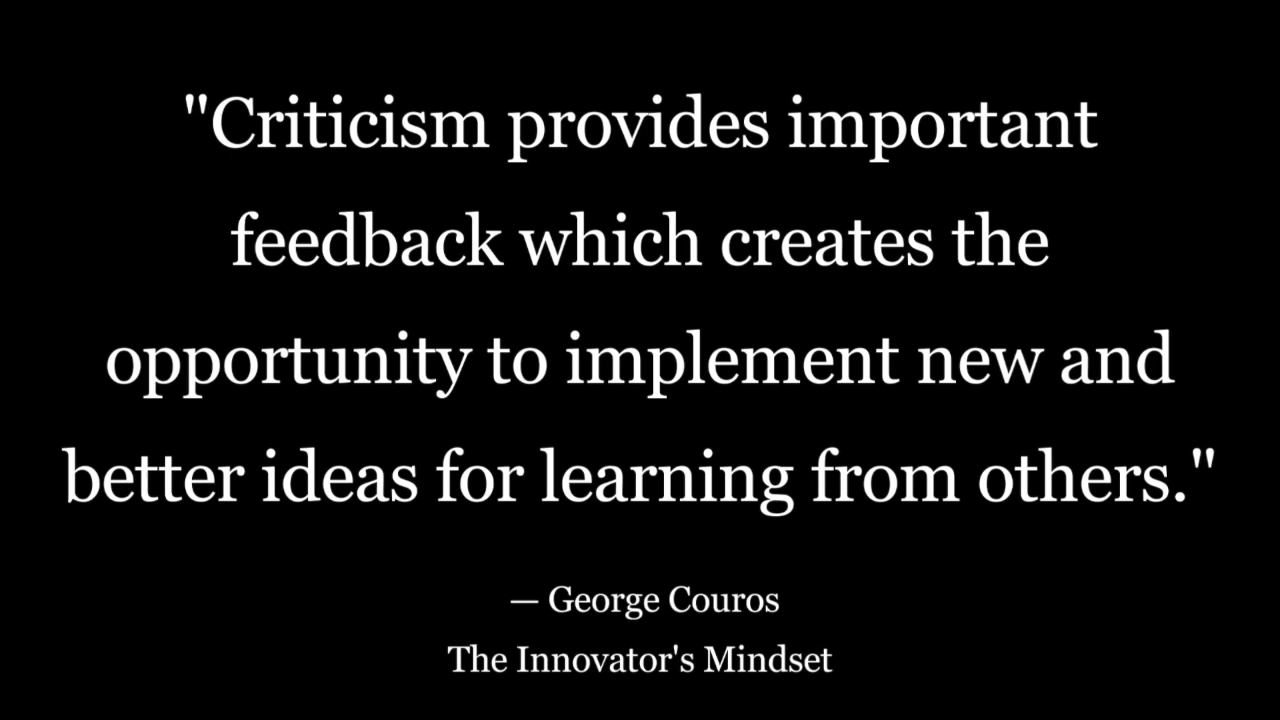 "Criticism provides important
feedback which creates the
opportunity to implement new and
better ideas for learning from others."
— George Couros
The Innovator's Mindset